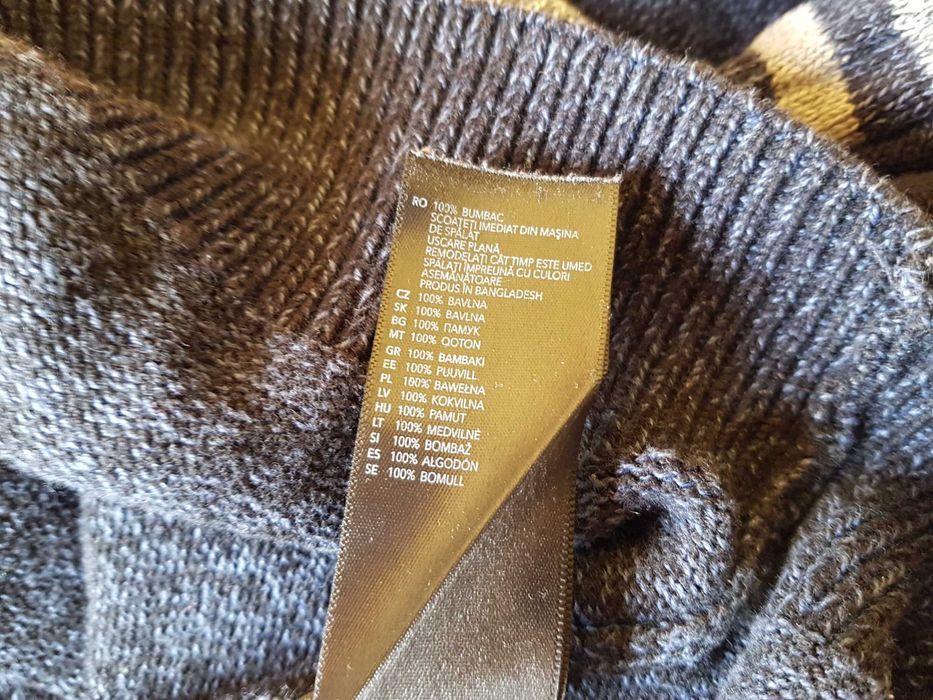 RO 100% BUMBAC
SCOATEȚI IMEDIAT DIN MAȘINA
DE SPĂLAT
USCARE PLANĂ
REMODELAȚI CÂT TIMP ESTE UMED
SPĂLAȚI ÎMPREUNĂ CU CULORI
ASEMĂNĂTOARE
PRODUS ÎN BANGLADESH
CZ 100% BAVLNA
SK 100% BAVLNA
BG 100% ПАМУК
MT 100% QOTON
GR 100% BAMBAKI
EE 100% PUUVILL
PL 100% BAWEŁNA
LV 100% KOKVILNA
HU 100% PAMUT
LT 100% MEDVILNĖ
SI 100% BOMBAŽ
ES 100% ALGODÓN
SE 100% BOMULL